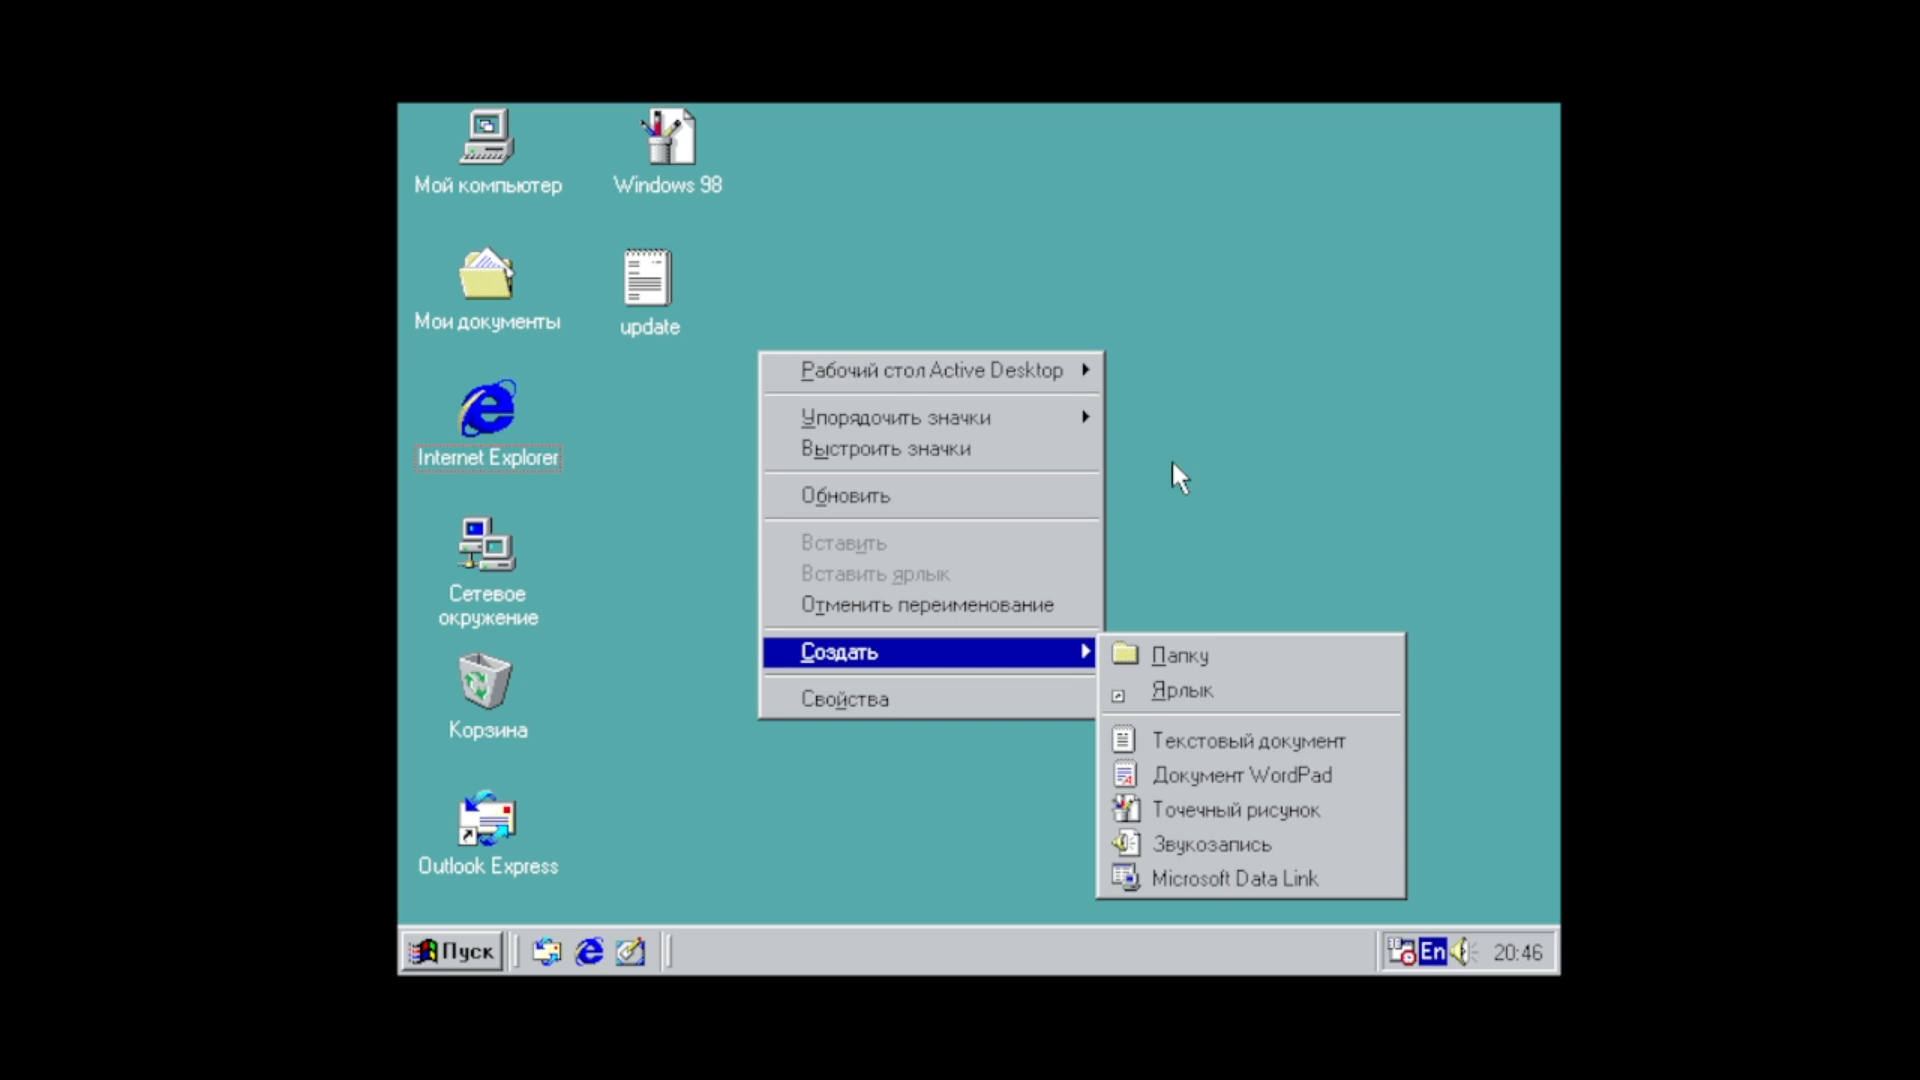 Мой компьютер
Windows 98
Мои документы
update
Internet Explorer
Сетевое
окружение
Корзина
Outlook Express
Рабочий стол Active Desktop
Упорядочить значки
Выстроить значки
Обновить
Вставить
Вставить ярлык
Отменить переименование
Создать
Свойства
Папку
Ярлык
Текстовый документ
Документ WordPad
Точечный рисунок
Звукозапись
Microsoft Data Link
Пуск
En
20:46